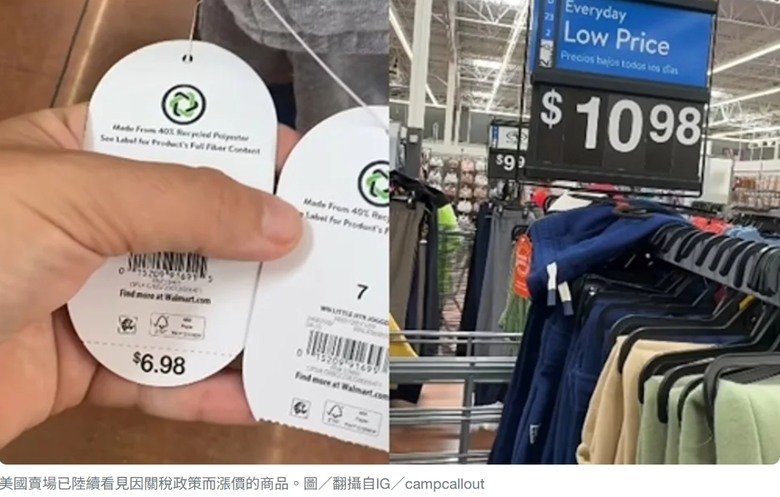 Made From 40% Recycled Polyester
See Label for Product's Full Fiber Content
Find more at Walmart.com
$6.98
Made From 40%
Label for Product's
7
Find more at Walmart.com
Everyday
Low Price
Precios bajos todos los días
$10.98
美國賣場已陸續看見因關稅政策而漲價的商品。圖／翻攝自IG／campcallout